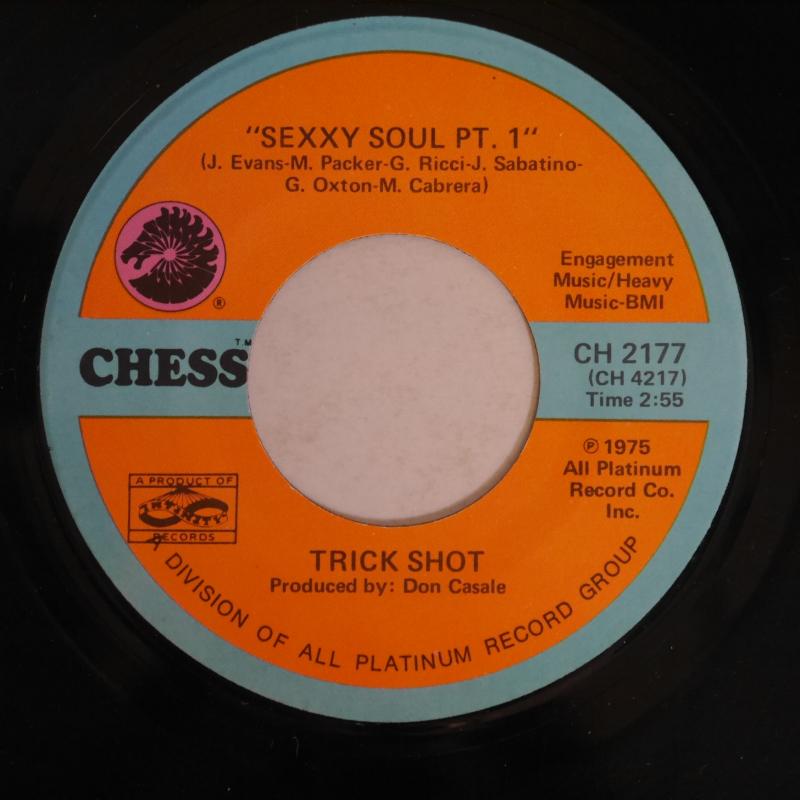 "SEXXY SOUL PT. 1"
(J. Evans-M. Packer-G. Ricci-J. Sabatino-
G. Oxton-M. Cabrera)
Engagement
Music/Heavy
Music-BMI
®
T.M
CHESS
CH 2177
(CH 4217)
Time 2:55
℗ 1975
All Platinum
Record Co.
Inc.
A PRODUCT OF
INFINITY
RECORDS
TRICK SHOT
Produced by: Don Casale
A DIVISION OF ALL PLATINUM RECORD GROUP